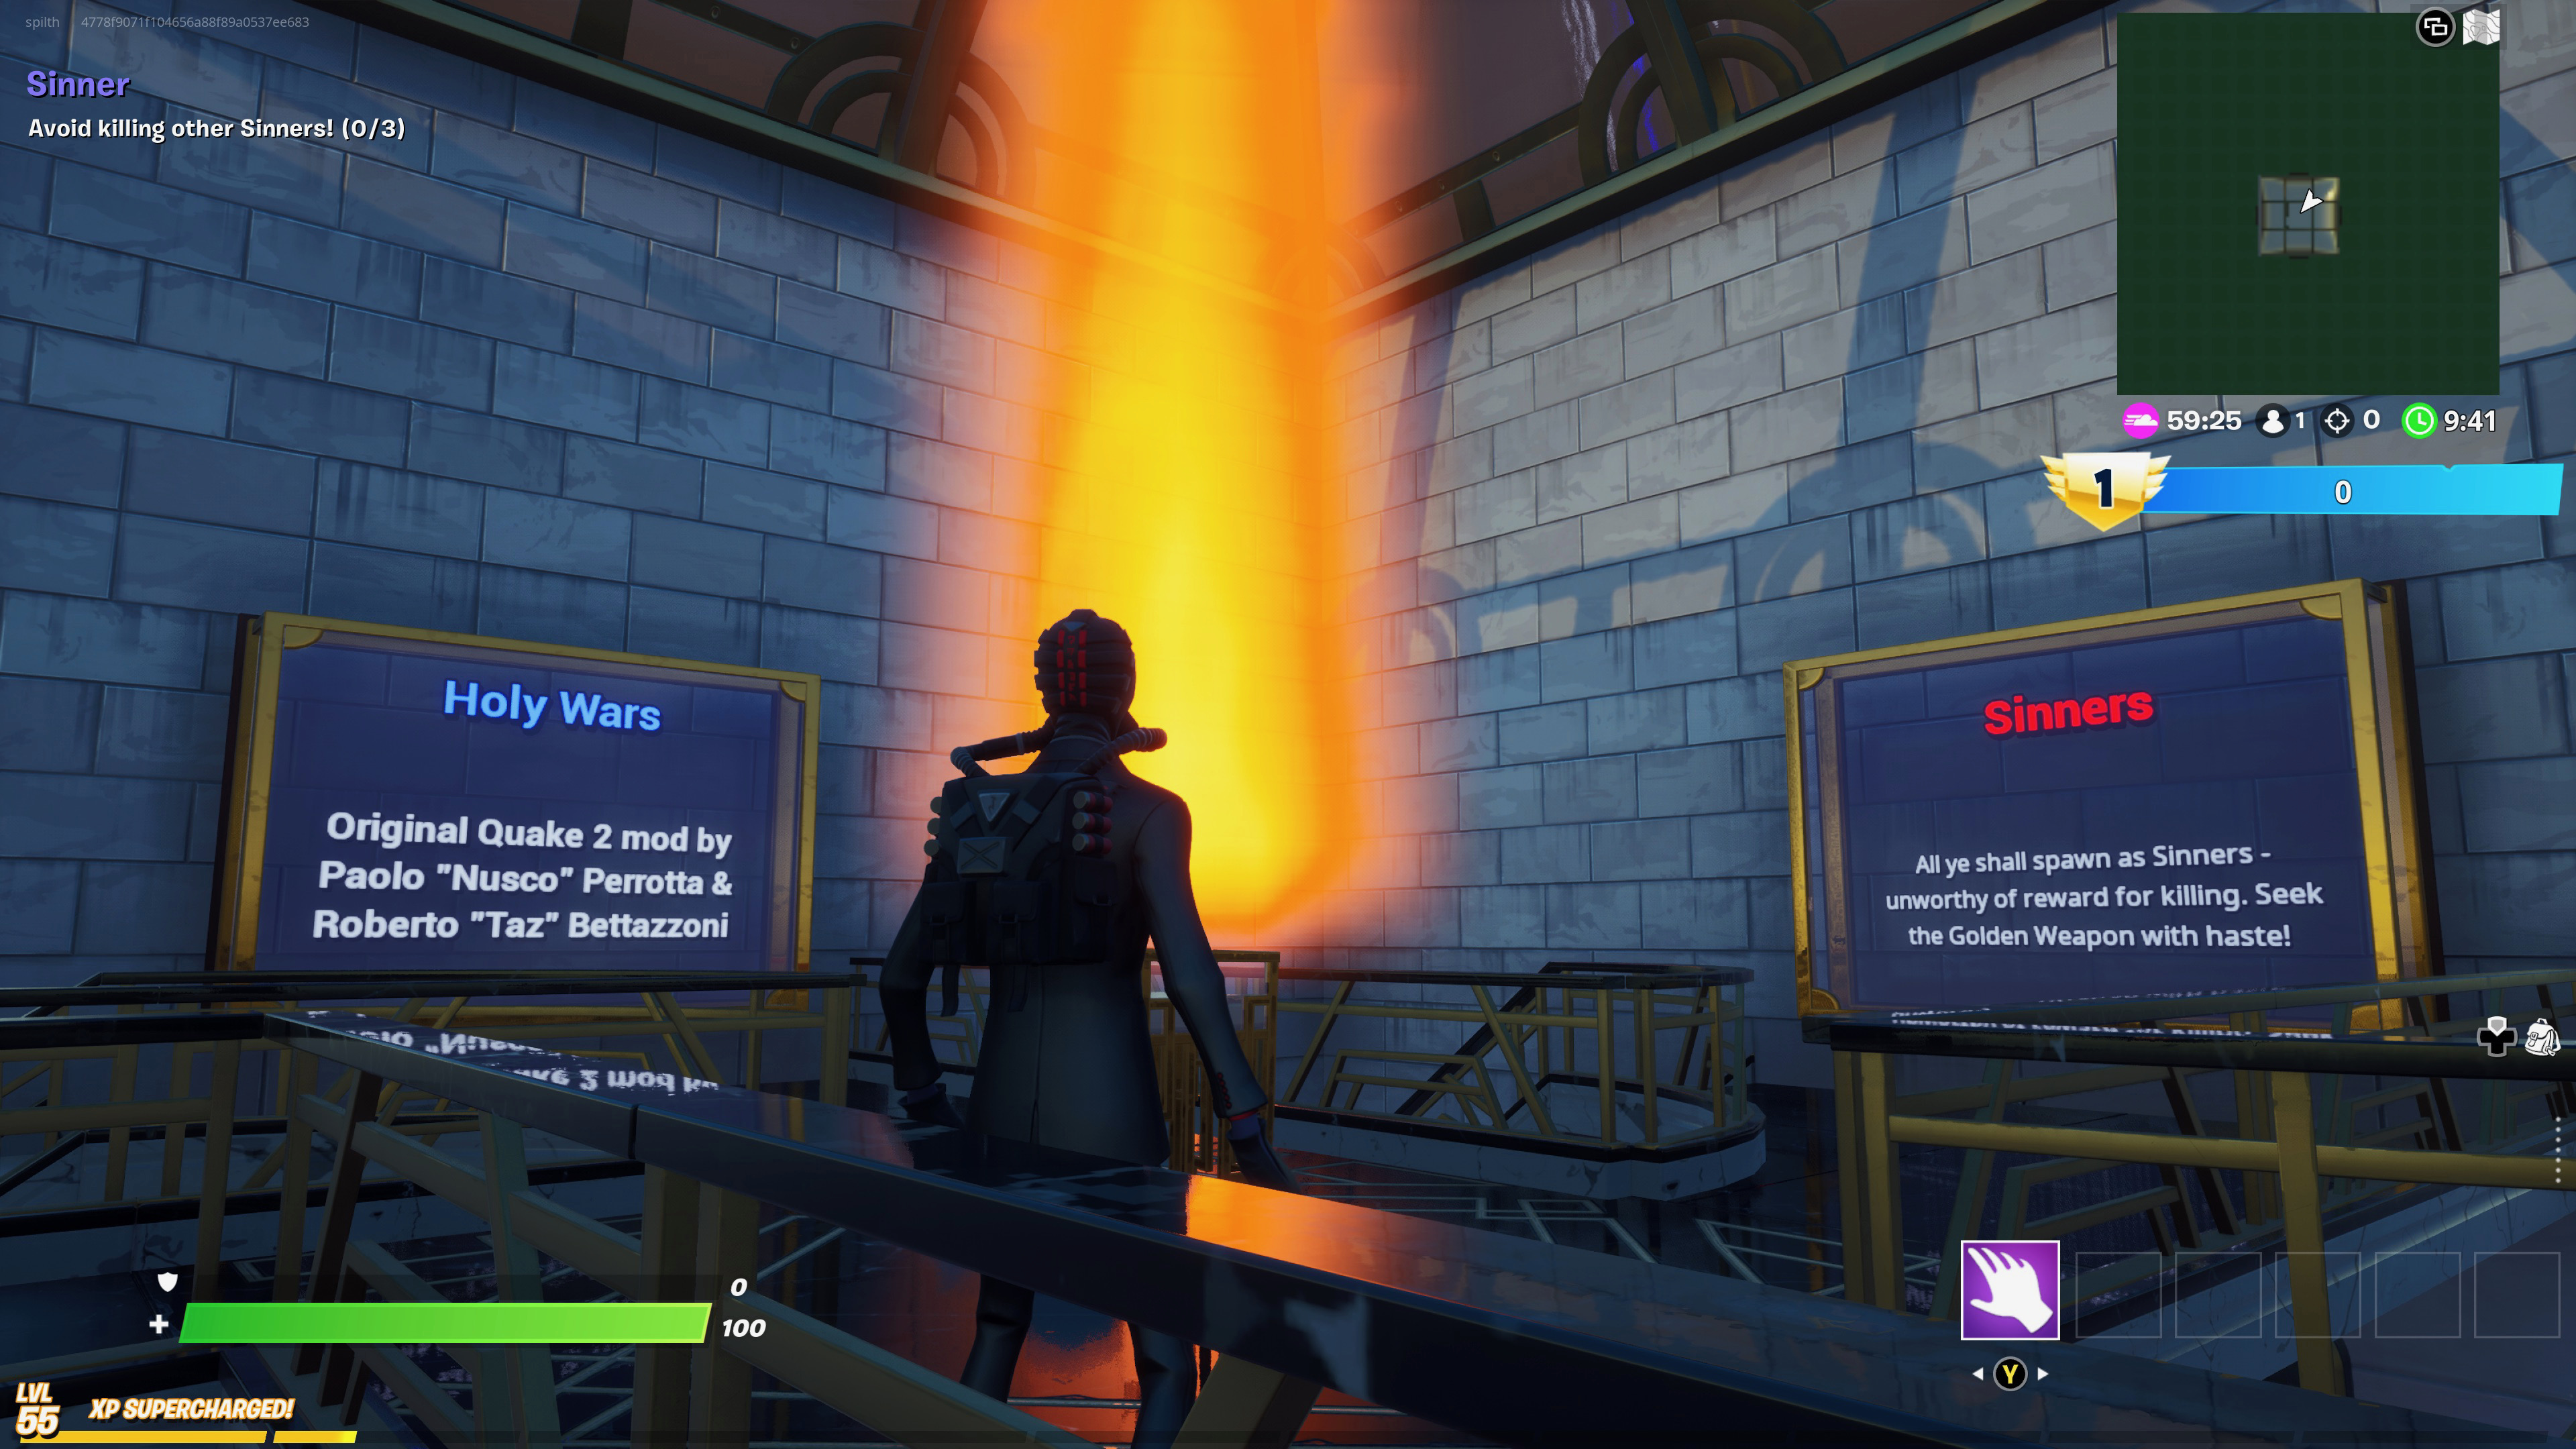 spilth 4778f9071f104656a88f89a0537ee683
Sinner
Avoid killing other Sinners! (0/3)
59:25 1 0 9:41
1 0
Holy Wars
Original Quake 2 mod by
Paolo "Nusco" Perrotta &
Roberto "Taz" Bettazzoni
Sinners
All ye shall spawn as Sinners -
unworthy of reward for killing. Seek
the Golden Weapon with haste!
0
100
Y
LVL
55
XP SUPERCHARGED!